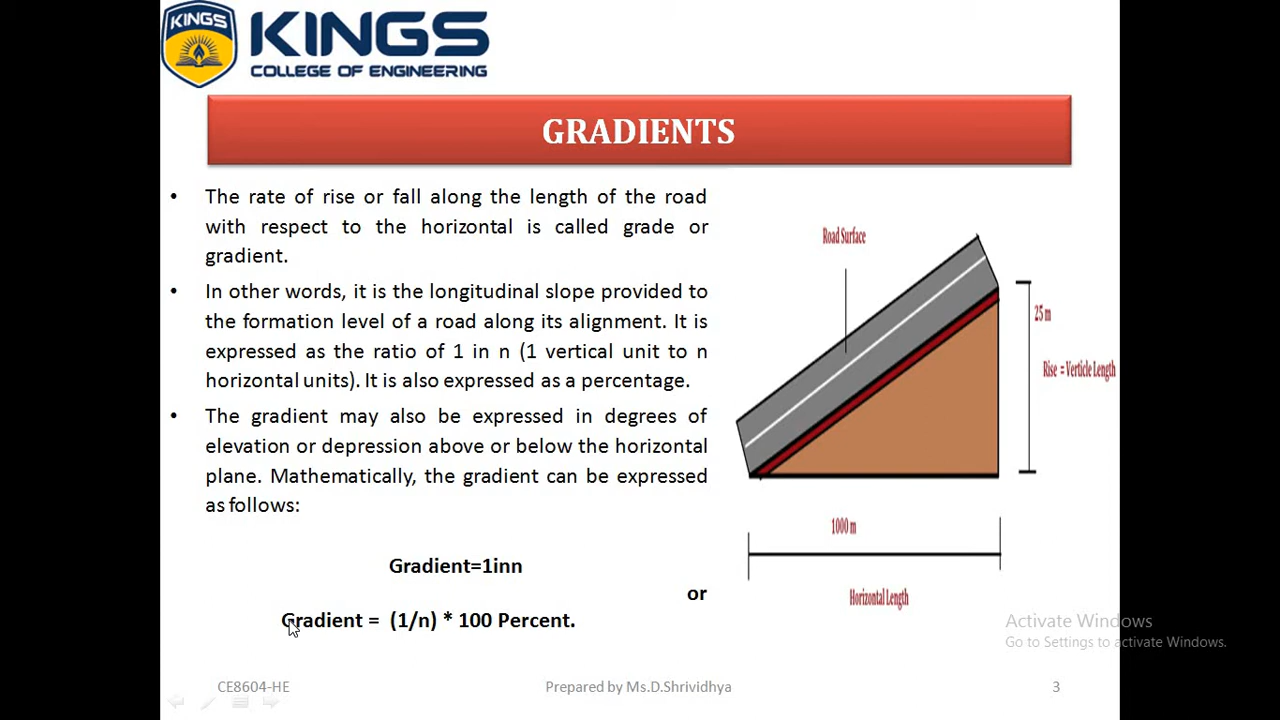 KINGS
KINGS
COLLEGE OF ENGINEERING
GRADIENTS
• The rate of rise or fall along the length of the road
with respect to the horizontal is called grade or
gradient.
• In other words, it is the longitudinal slope provided to
the formation level of a road along its alignment. It is
expressed as the ratio of 1 in n (1 vertical unit to n
horizontal units). It is also expressed as a percentage.
• The gradient may also be expressed in degrees of
elevation or depression above or below the horizontal
plane. Mathematically, the gradient can be expressed
as follows:
Gradient=1inn
or
Gradient = (1/n) * 100 Percent.
Road Surface
25 m
Rise = Verticle Length
1000 m
Horizontal Length
Activate Windows
Go to Settings to activate Windows.
CE8604-HE
Prepared by Ms.D.Shrividhya
3